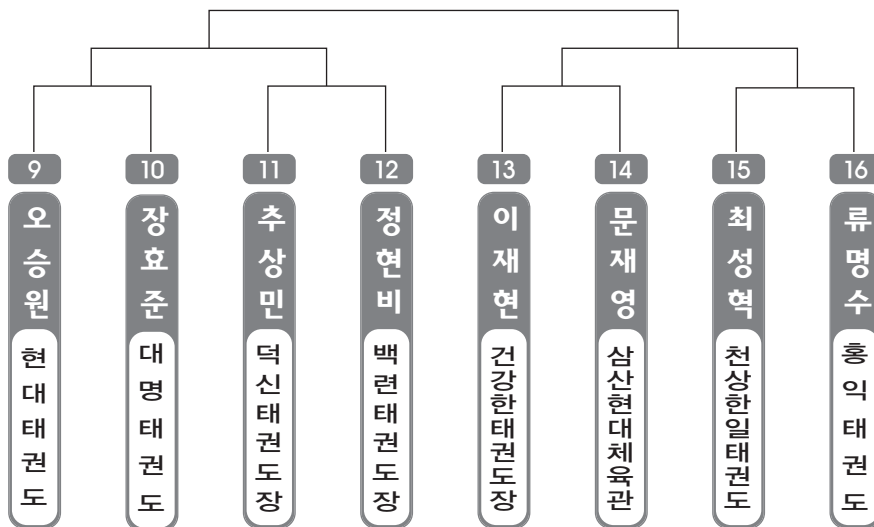 9
오승원
현대태권도
10
장효준
대명태권도
11
추상민
덕신태권도장
12
정현비
백련태권도장
13
이재현
건강한태권도장
14
문재영
삼산현대체육관
15
최성혁
천상한일태권도
16
류명수
홍익태권도